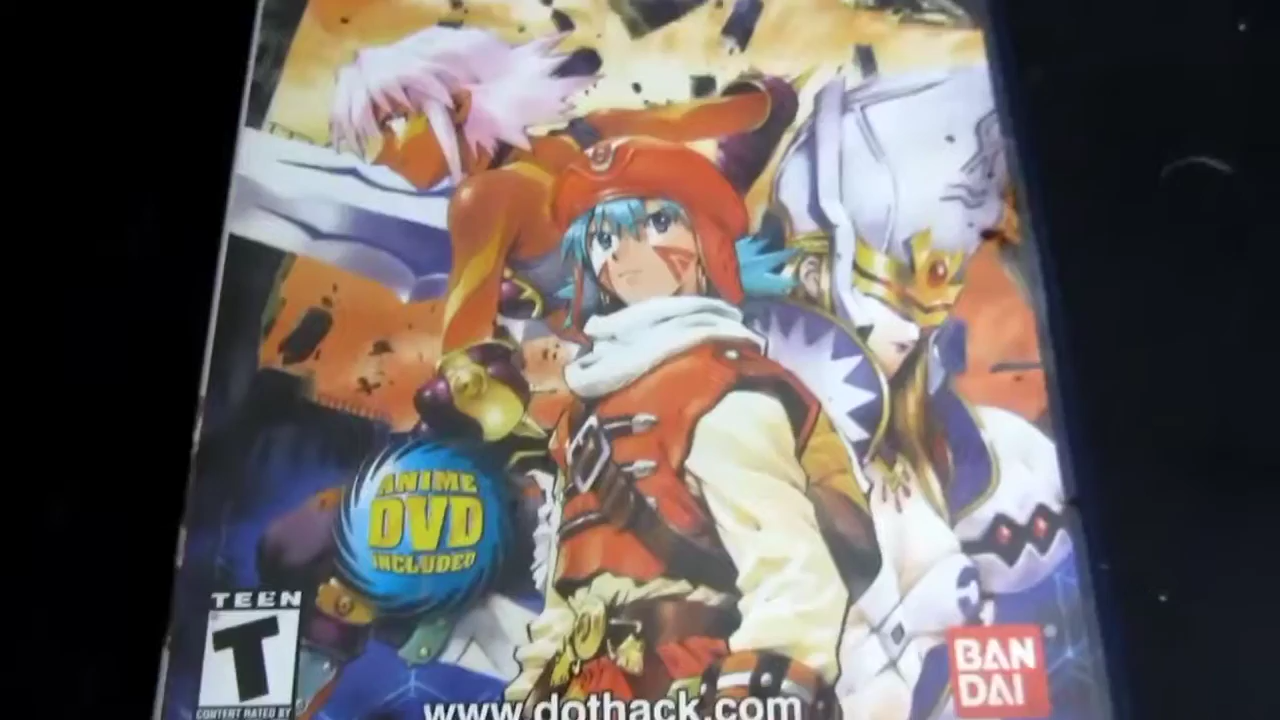 ANIME
DVD
INCLUDED
TEEN
T
CONTENT RATED BY
BAN
DAI
www.dothack.com